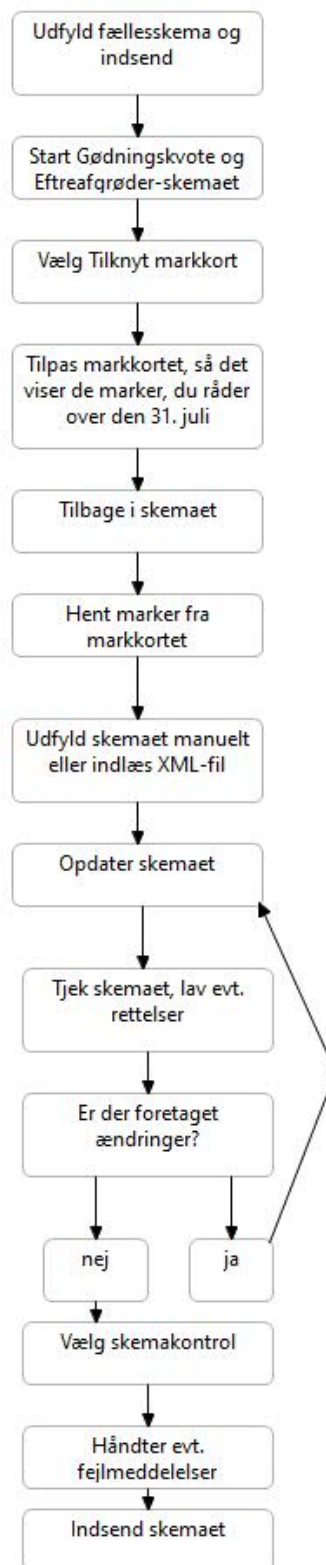 Udfyld fællesskema og
indsend
Start Gødningskvote og
Eftreafgrøder-skemaet
Vælg Tilknyt markkort
Tilpas markkortet, så det
viser de marker, du råder
over den 31. juli
Tilbage i skemaet
Hent marker fra
markkortet
Udfyld skemaet manuelt
eller indlæs XML-fil
Opdater skemaet
Tjek skemaet, lav evt.
rettelser
Er der foretaget
ændringer?
nej
ja
Vælg skemakontrol
Håndter evt.
fejlmeddelelser
Indsend skemaet